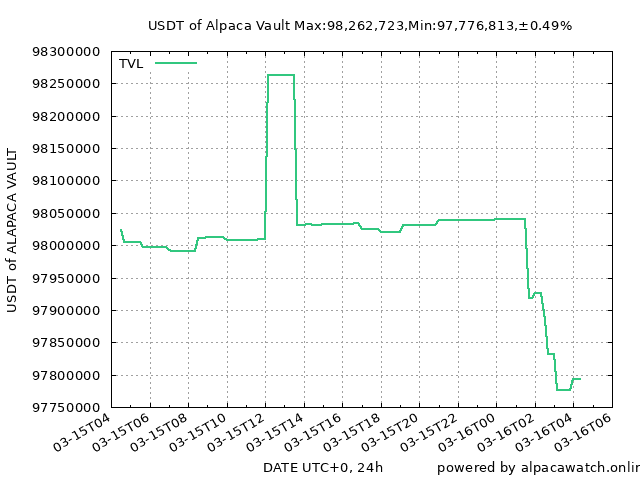 USDT of Alpaca Vault Max:98,262,723,Min:97,776,813,±0.49%
TVL
98300000
98250000
98200000
98150000
98100000
98050000
98000000
97950000
97900000
97850000
97800000
97750000
USDT of ALAPACA VAULT
03-15T04
03-15T06
03-15T08
03-15T10
03-15T12
03-15T14
03-15T16
03-15T18
03-15T20
03-15T22
03-16T00
03-16T02
03-16T04
03-16T06
DATE UTC+0, 24h
powered by alpacawatch.onlin